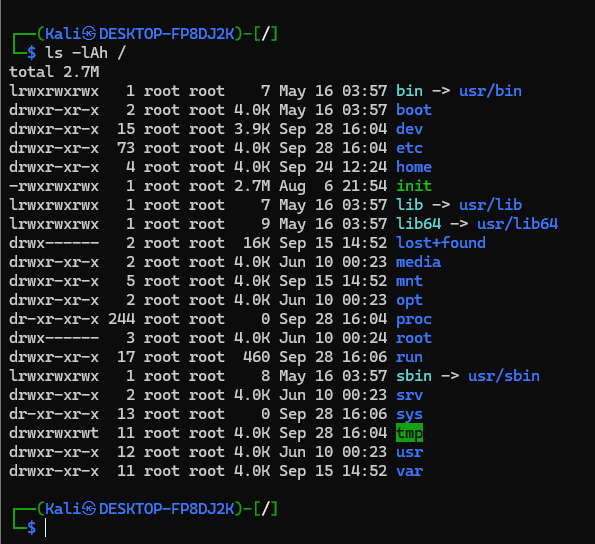 ┌──(Kali㉿DESKTOP-FP8DJ2K)-[/]
└─$ ls -lAh /
total 2.7M
lrwxrwxrwx   1 root root    7 May 16 03:57 bin -> usr/bin
drwxr-xr-x   2 root root 4.0K May 16 03:57 boot
drwxr-xr-x  15 root root 3.9K Sep 28 16:04 dev
drwxr-xr-x  73 root root 4.0K Sep 28 16:04 etc
drwxr-xr-x   4 root root 4.0K Sep 24 12:24 home
-rwxrwxrwx   1 root root 2.7M Aug  6 21:54 init
lrwxrwxrwx   1 root root    7 May 16 03:57 lib -> usr/lib
lrwxrwxrwx   1 root root    9 May 16 03:57 lib64 -> usr/lib64
drwx------   2 root root  16K Sep 15 14:52 lost+found
drwxr-xr-x   2 root root 4.0K Jun 10 00:23 media
drwxr-xr-x   5 root root 4.0K Sep 15 14:52 mnt
drwxr-xr-x   2 root root 4.0K Jun 10 00:23 opt
dr-xr-xr-x 244 root root    0 Sep 28 16:04 proc
drwx------   3 root root 4.0K Jun 10 00:24 root
drwxr-xr-x  17 root root  460 Sep 28 16:06 run
lrwxrwxrwx   1 root root    8 May 16 03:57 sbin -> usr/sbin
drwxr-xr-x   2 root root 4.0K Jun 10 00:23 srv
dr-xr-xr-x  13 root root    0 Sep 28 16:06 sys
drwxrwxrwt  11 root root 4.0K Sep 28 16:04 tmp
drwxr-xr-x  12 root root 4.0K Jun 10 00:23 usr
drwxr-xr-x  11 root root 4.0K Sep 15 14:52 var
┌──(Kali㉿DESKTOP-FP8DJ2K)-[/]
└─$